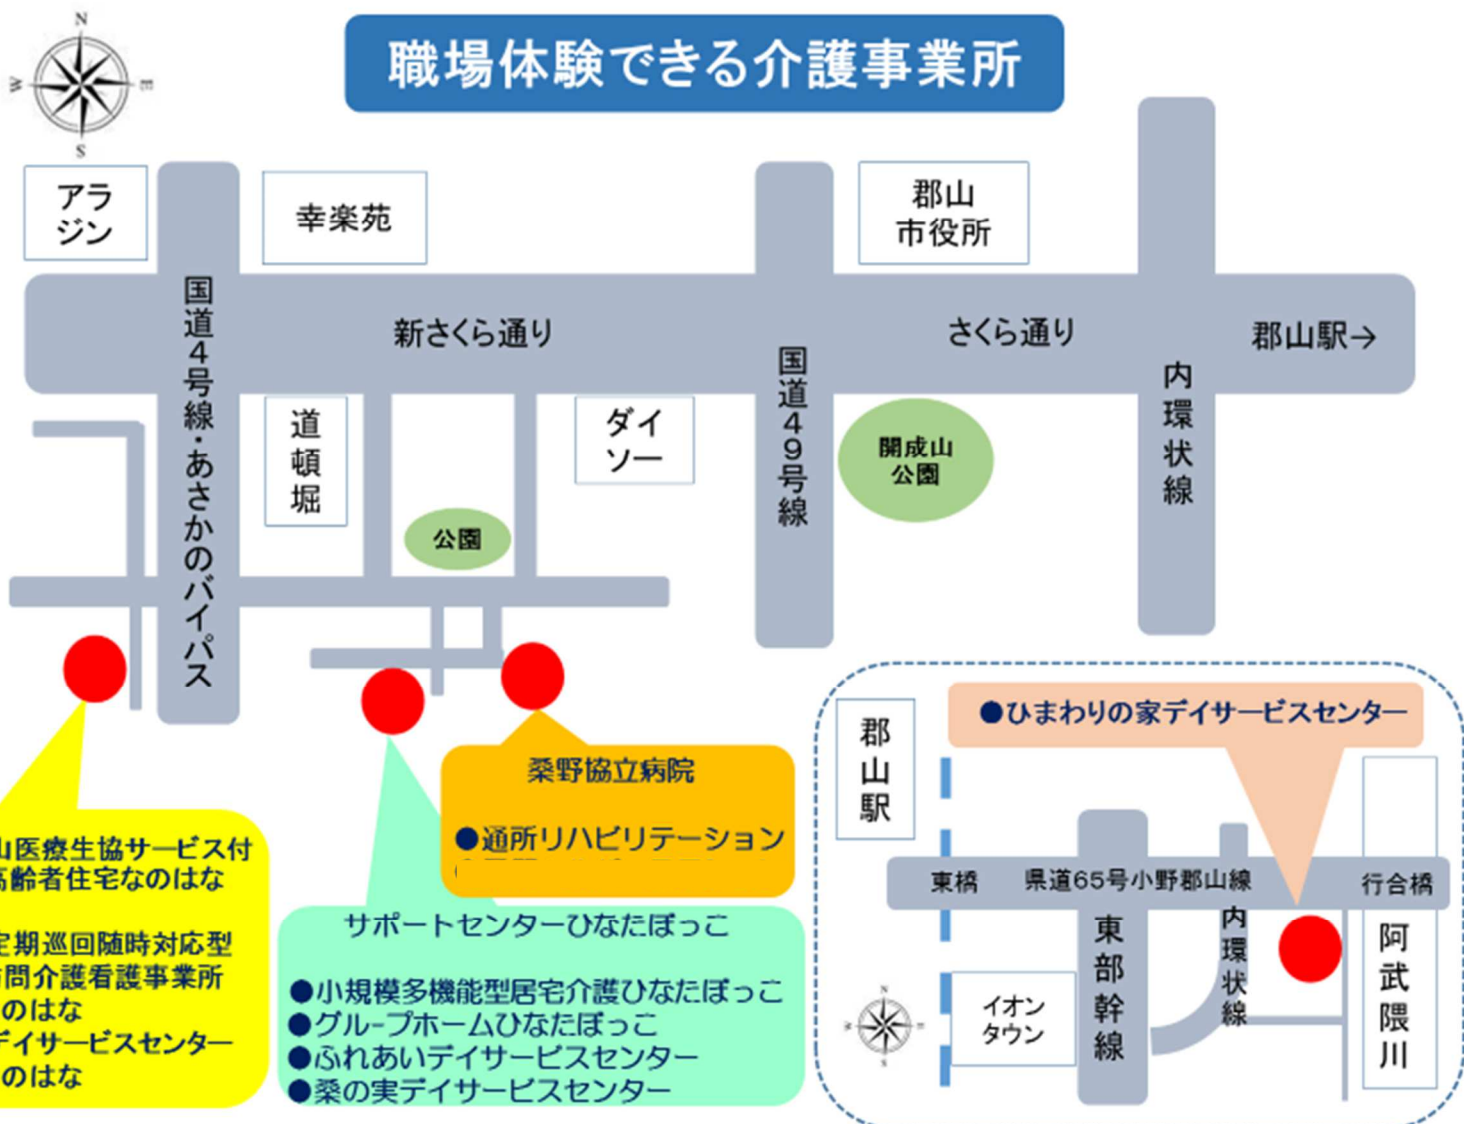 N
W
E
S
職場体験できる介護事業所
アラ
ジン
幸楽苑
郡山
市役所
国道4号線・あさかのバイパス
新さくら通り
国道49号線
さくら通り
内環状線
郡山駅→
道頓堀
ダイ
ソー
開成山
公園
公園
山医療生協サービス付
高齢者住宅なのはな
定期巡回随時対応型
訪問介護看護事業所
のはな
デイサービスセンター
のはな
桑野協立病院
●通所リハビリテーション
サポートセンターひなたぼっこ
●小規模多機能型居宅介護ひなたぼっこ
●グループホームひなたぼっこ
●ふれあいデイサービスセンター
●桑の実デイサービスセンター
●ひまわりの家デイサービスセンター
郡山駅
東橋
県道65号小野郡山線
行合橋
東部幹線
内環状線
阿武隈川
イオン
タウン
N
W
E
S